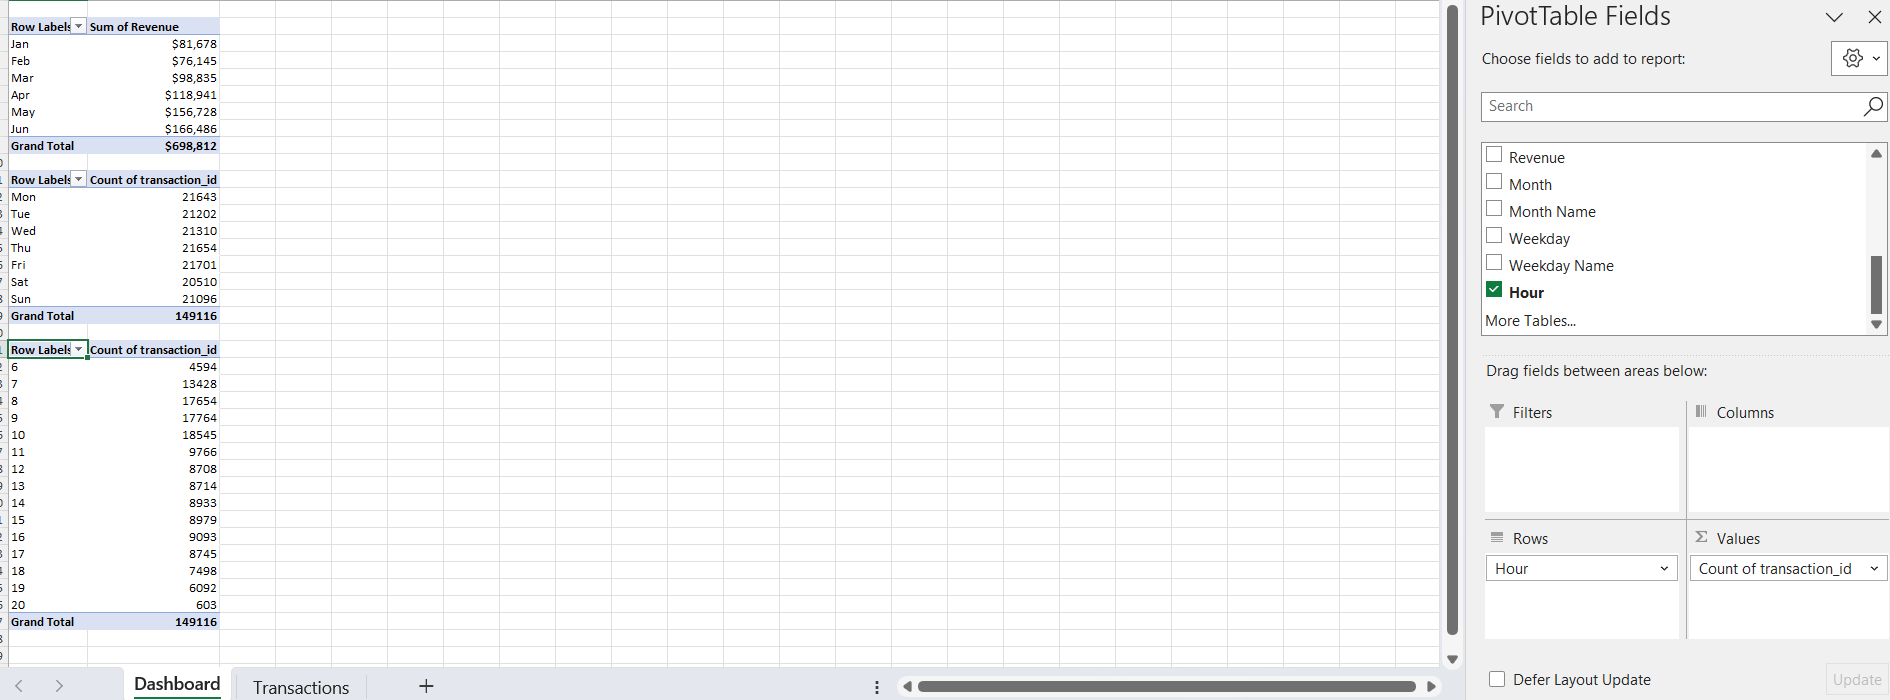 Row Labels Sum of Revenue
Jan $81,678
Feb $76,145
Mar $98,835
Apr $118,941
May $156,728
Jun $166,486
Grand Total $698,812
Row Labels Count of transaction_id
Mon 21643
Tue 21202
Wed 21310
Thu 21654
Fri 21701
Sat 20510
Sun 21096
Grand Total 149116
Row Labels Count of transaction_id
6 4594
7 13428
8 17654
9 17764
10 18545
11 9766
12 8708
13 8714
14 8933
15 8979
16 9093
17 8745
18 7498
19 6092
20 603
Grand Total 149116
Dashboard Transactions
PivotTable Fields
Choose fields to add to report:
Search
Revenue
Month
Month Name
Weekday
Weekday Name
Hour
More Tables...
Drag fields between areas below:
Filters Columns
Rows Values
Hour Count of transaction_id
Defer Layout Update Update